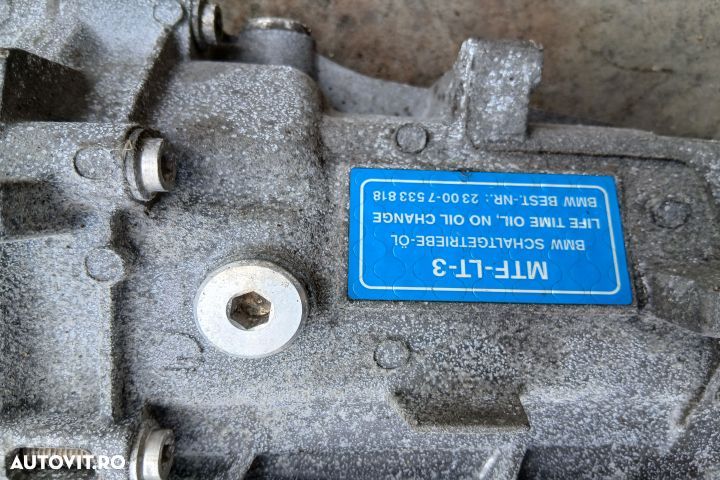 MTF-LT-3
BMW SCHALTGETRIEBE-ÖL
LIFE TIME OIL, NO OIL CHANGE
BMW BEST.-NR.: 23 00-7 533 818
AUTOVIT.RO